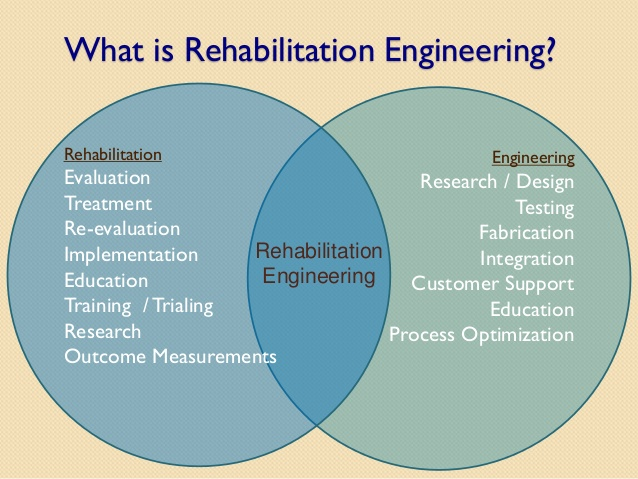 What is Rehabilitation Engineering?
Rehabilitation
Evaluation
Treatment
Re-evaluation
Implementation
Education
Training / Trialing
Research
Outcome Measurements
Rehabilitation
Engineering
Engineering
Research / Design
Testing
Fabrication
Integration
Customer Support
Education
Process Optimization